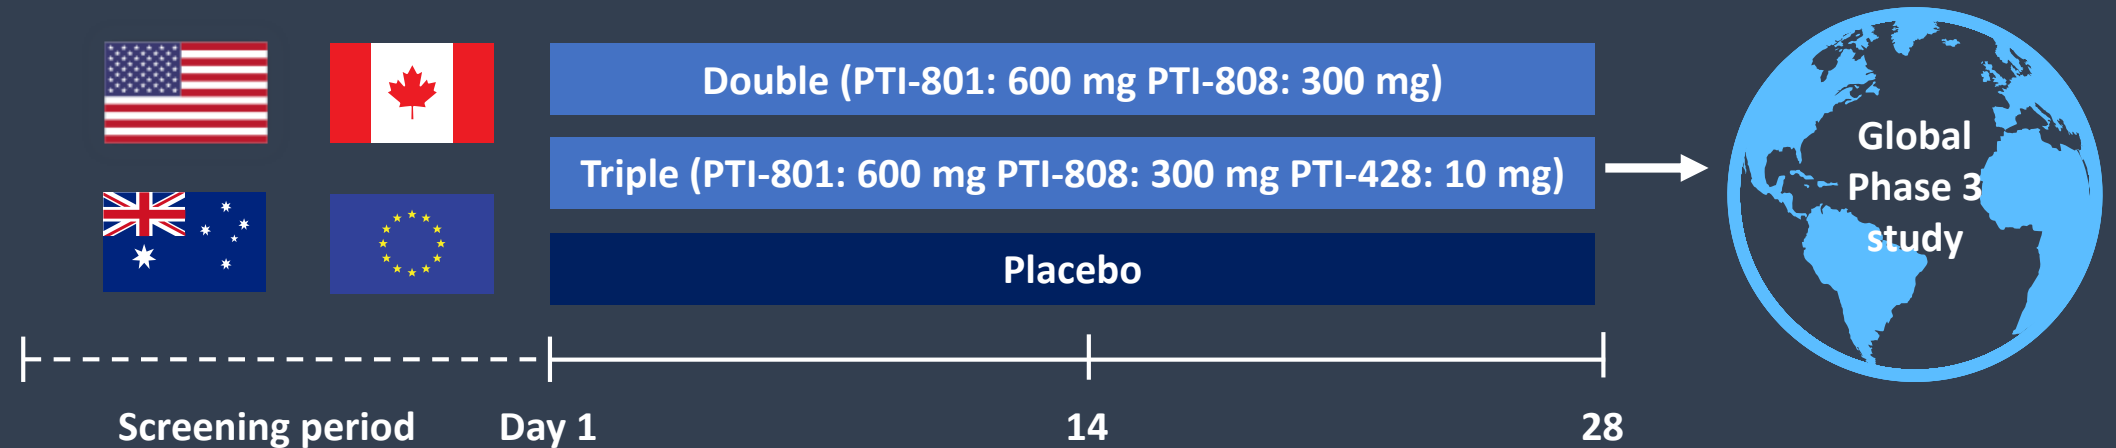 Double (PTI-801: 600 mg PTI-808: 300 mg)
Triple (PTI-801: 600 mg PTI-808: 300 mg PTI-428: 10 mg)
Placebo
Global
Phase 3
study
Screening period
Day 1
14
28